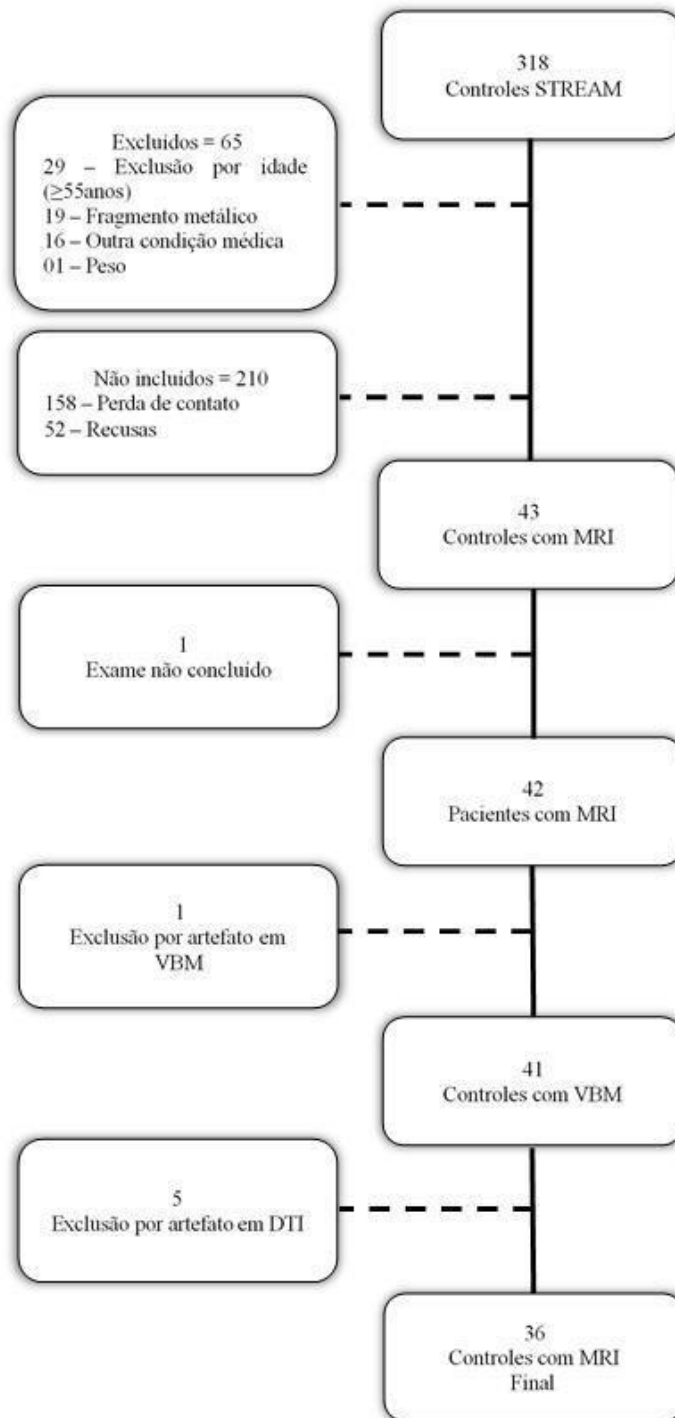 318
Controles STREAM
Excluidos = 65
29 – Exclusão por idade
(≥55anos)
19 – Fragmento metálico
16 – Outra condição médica
01 – Peso
Não incluidos = 210
158 – Perda de contato
52 – Recusas
43
Controles com MRI
1
Exame não concluido
42
Pacientes com MRI
1
Exclusão por artefato em
VBM
41
Controles com VBM
5
Exclusão por artefato em DTI
36
Controles com MRI
Final